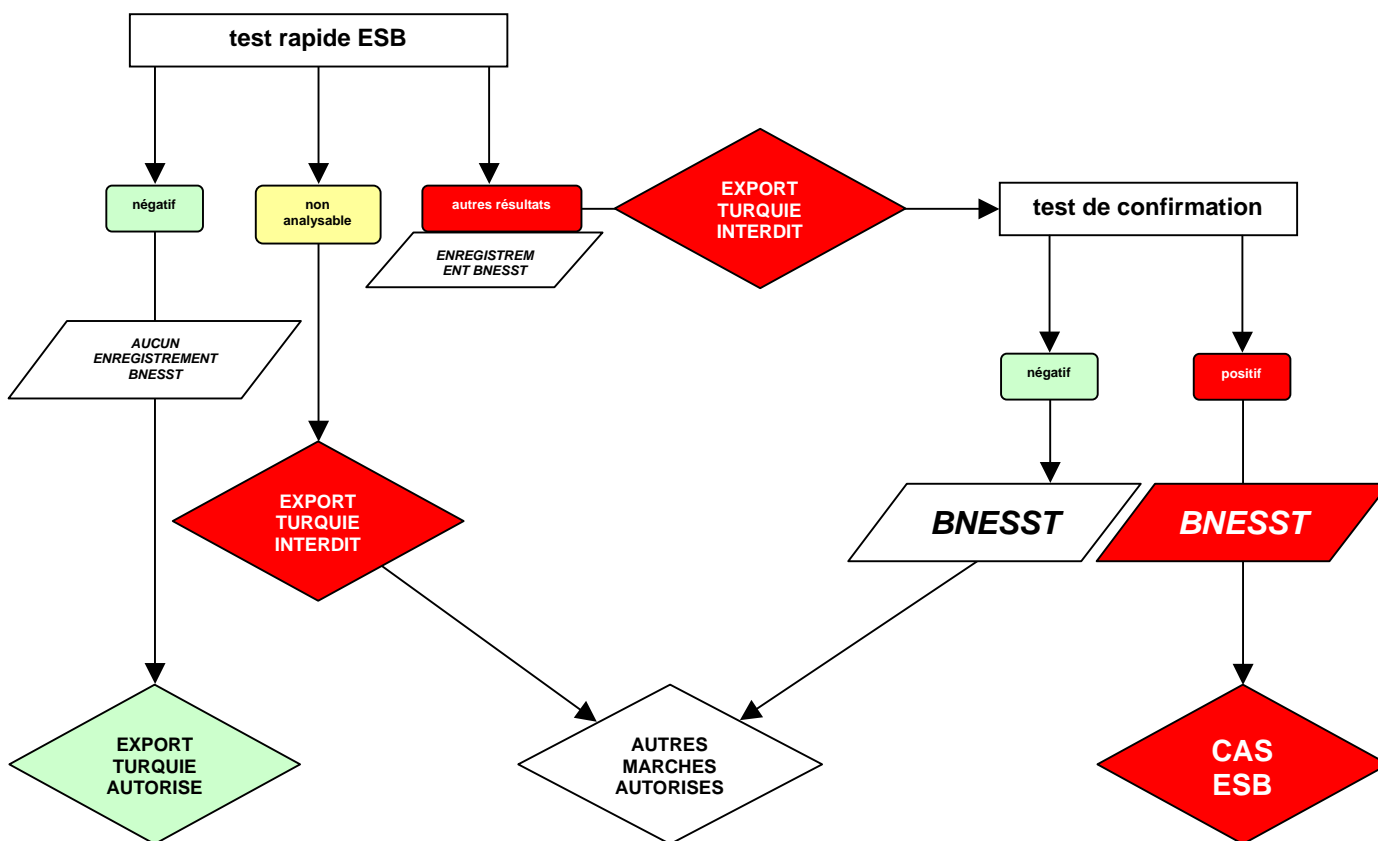 test rapide ESB
négatif
non
analysable
autres résultats
EXPORT
TURQUIE
INTERDIT
test de confirmation
ENREGISTREM
ENT BNESST
AUCUN
ENREGISTREMENT
BNESST
négatif
positif
EXPORT
TURQUIE
INTERDIT
BNESST
BNESST
EXPORT
TURQUIE
AUTORISE
AUTRES
MARCHES
AUTORISES
CAS
ESB